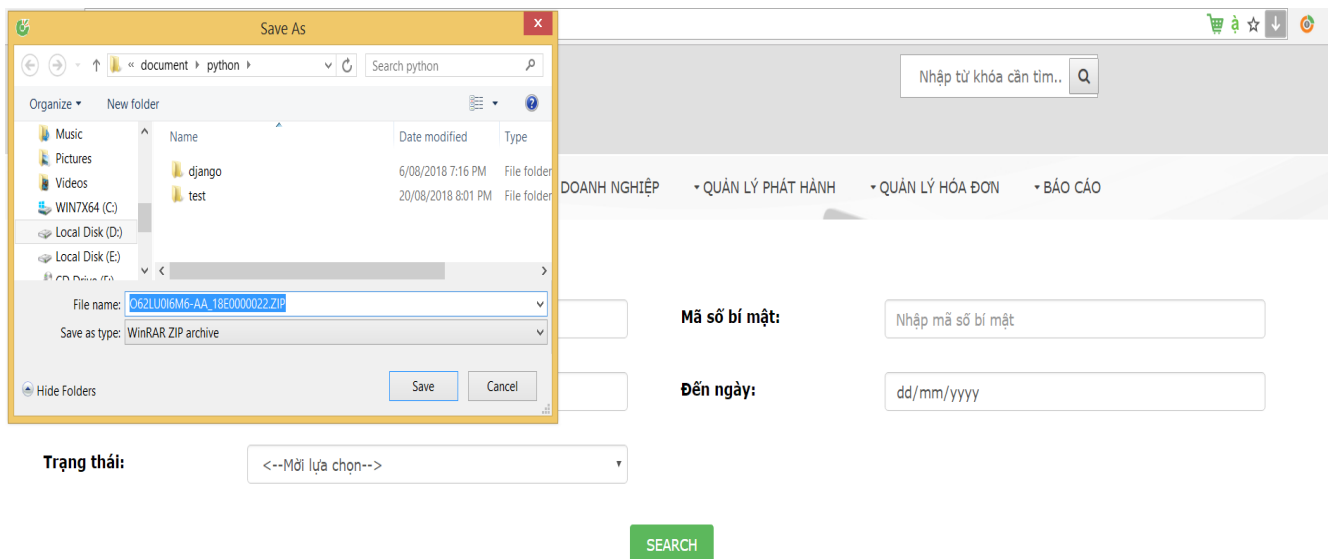 Save As
« document python
Search python
Organize
New folder
Music
Pictures
Videos
WIN7X64 (C:)
Local Disk (D:)
Local Disk (E:)
CD Drive (F:)
Name
Date modified
Type
django
6/08/2018 7:16 PM
File folder
test
20/08/2018 8:01 PM
File folder
File name:
O62LU0I6M6-AA_18E0000022.ZIP
Save as type:
WinRAR ZIP archive
Hide Folders
Save
Cancel
à
Nhập từ khóa cần tìm..
DOANH NGHIỆP
QUẢN LÝ PHÁT HÀNH
QUẢN LÝ HÓA ĐƠN
BÁO CÁO
Mã số bí mật:
Nhập mã số bí mật
Đến ngày:
dd/mm/yyyy
Trạng thái:
<--Mời lựa chọn-->
SEARCH